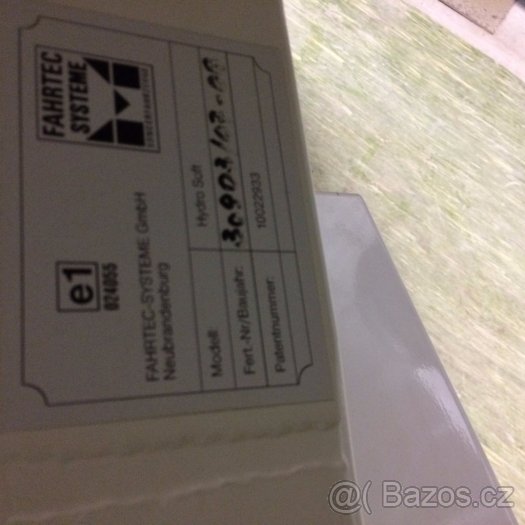 FAHRTEC
SYSTEME
e1
024055
FAHRTEC-SYSTEME GmbH
Neubrandenburg
Modell: Hydro Soft
Fert.-Nr/Baujahr:
Patentnummer: 10022933
@( Bazos.cz